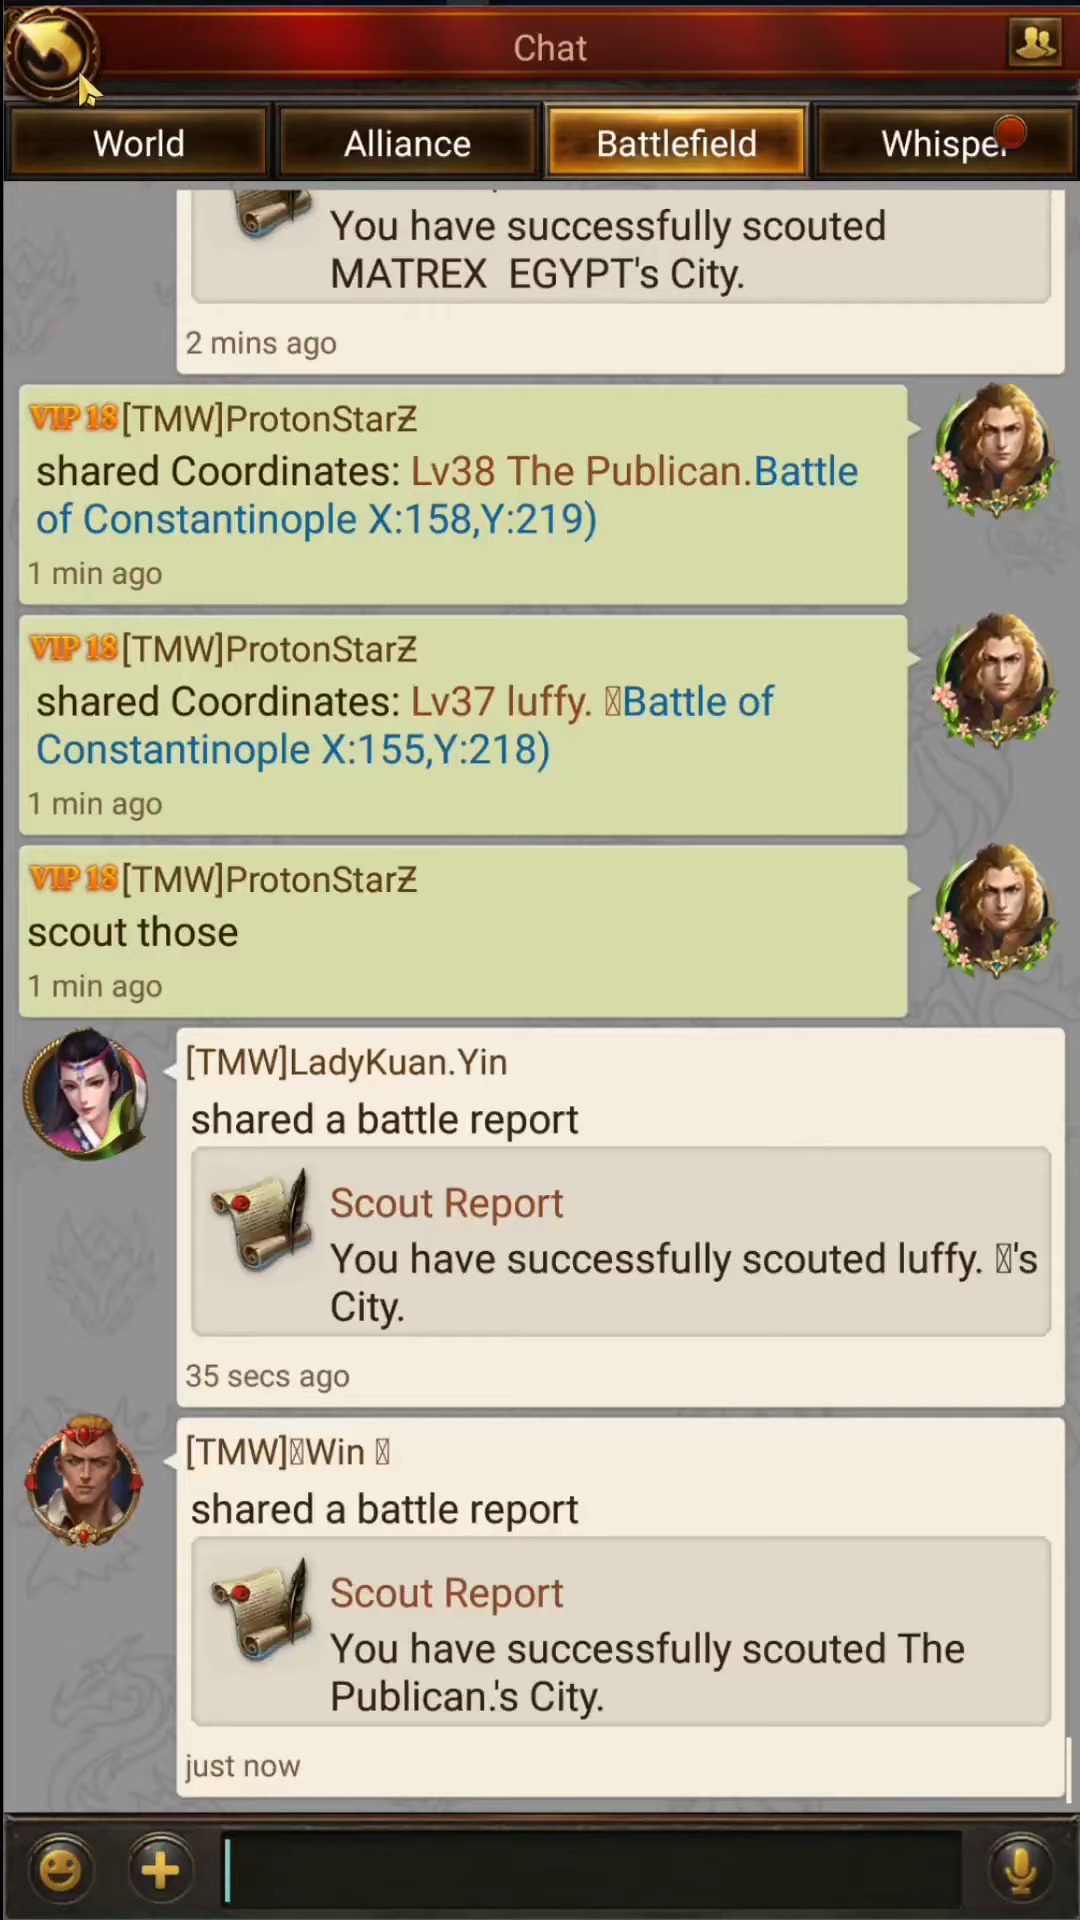 Chat
World
Alliance
Battlefield
Whisper
You have successfully scouted
MATREX  EGYPT's City.
2 mins ago
VIP 18[TMW]ProtonStarƵ
shared Coordinates: Lv38 The Publican.Battle
of Constantinople X:158,Y:219)
1 min ago
VIP 18[TMW]ProtonStarƵ
shared Coordinates: Lv37 luffy. Battle of
Constantinople X:155,Y:218)
1 min ago
VIP 18[TMW]ProtonStarƵ
scout those
1 min ago
[TMW]LadyKuan.Yin
shared a battle report
Scout Report
You have successfully scouted luffy. 's
City.
35 secs ago
[TMW]Win
shared a battle report
Scout Report
You have successfully scouted The
Publican.'s City.
just now